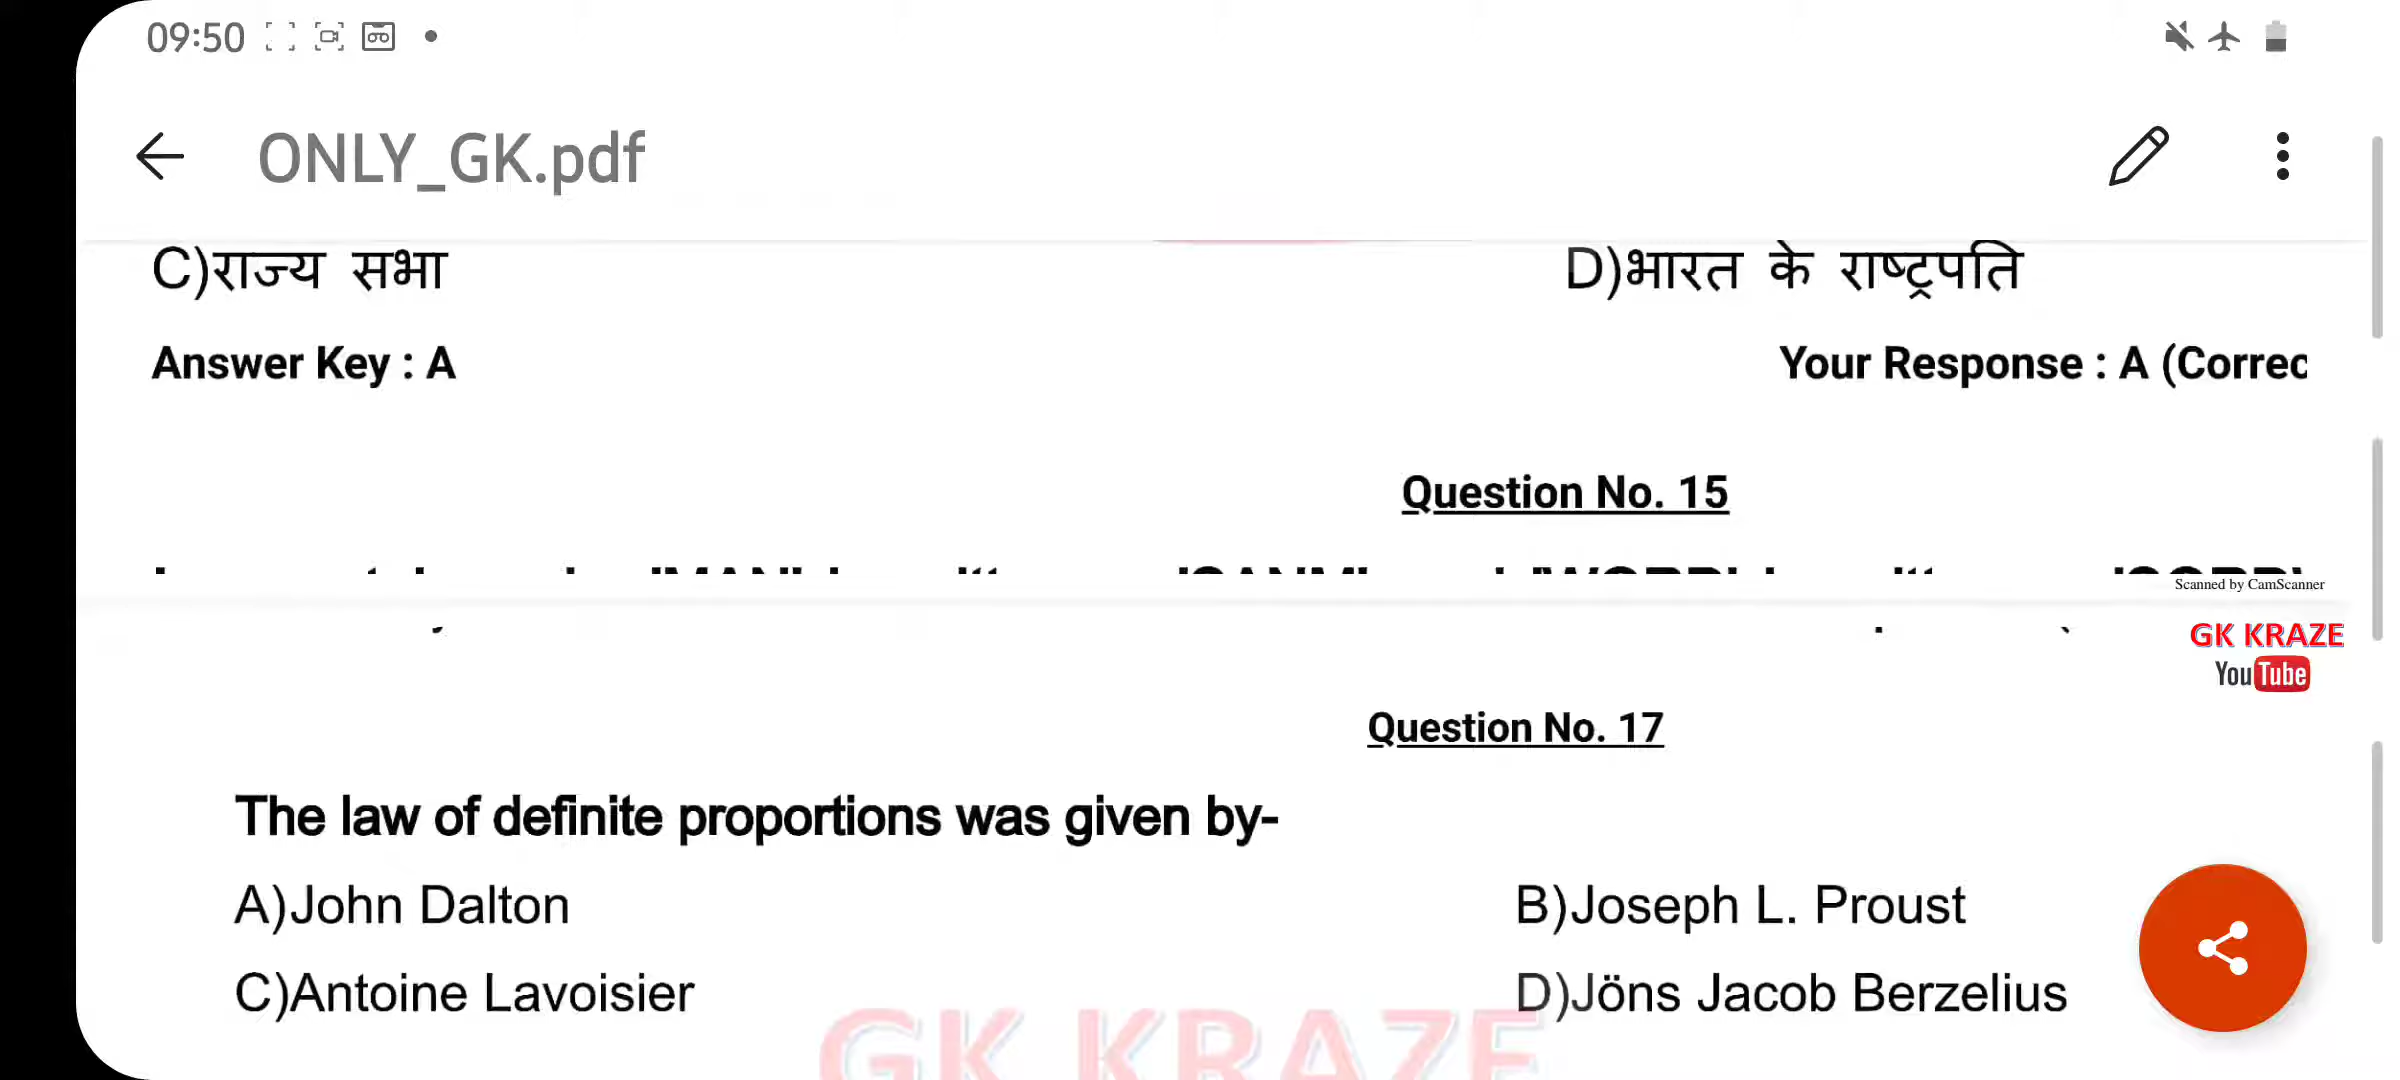 09:50
ONLY_GK.pdf
C)राज्य सभा D)भारत के राष्ट्रपति
Answer Key : A Your Response : A (Correc
Question No. 15
Scanned by CamScanner
GK KRAZE
YouTube
Question No. 17
The law of definite proportions was given by-
A)John Dalton B)Joseph L. Proust
C)Antoine Lavoisier D)Jöns Jacob Berzelius
GK KRAZE